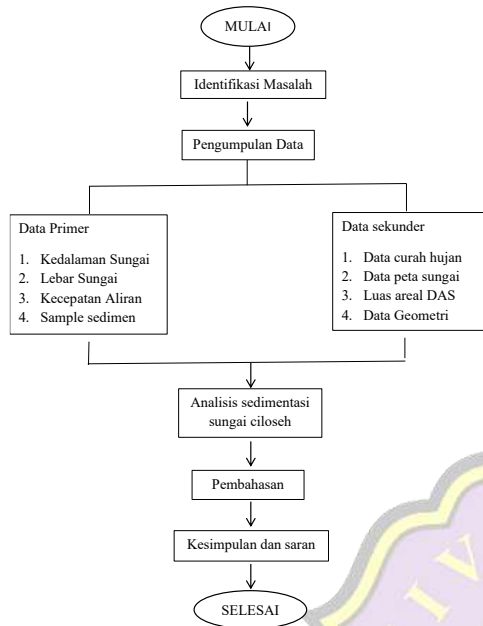 MULAI
Identifikasi Masalah
Pengumpulan Data
Data Primer
1. Kedalaman Sungai
2. Lebar Sungai
3. Kecepatan Aliran
4. Sample sedimen
Data sekunder
1. Data curah hujan
2. Data peta sungai
3. Luas areal DAS
4. Data Geometri
Analisis sedimentasi
sungai ciloseh
Pembahasan
Kesimpulan dan saran
SELESAI
I V